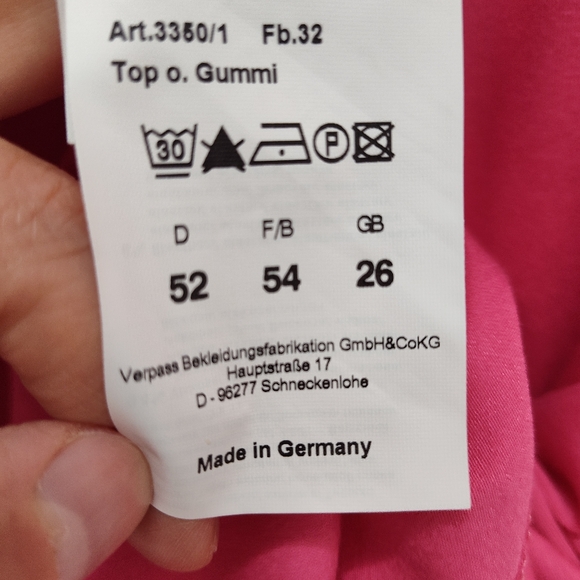 Art.3350/1 Fb.32
Top o. Gummi
30 P
D F/B GB
52 54 26
Verpass Bekleidungsfabrikation GmbH&CoKG
Hauptstraße 17
D - 96277 Schneckenlohe
Made in Germany